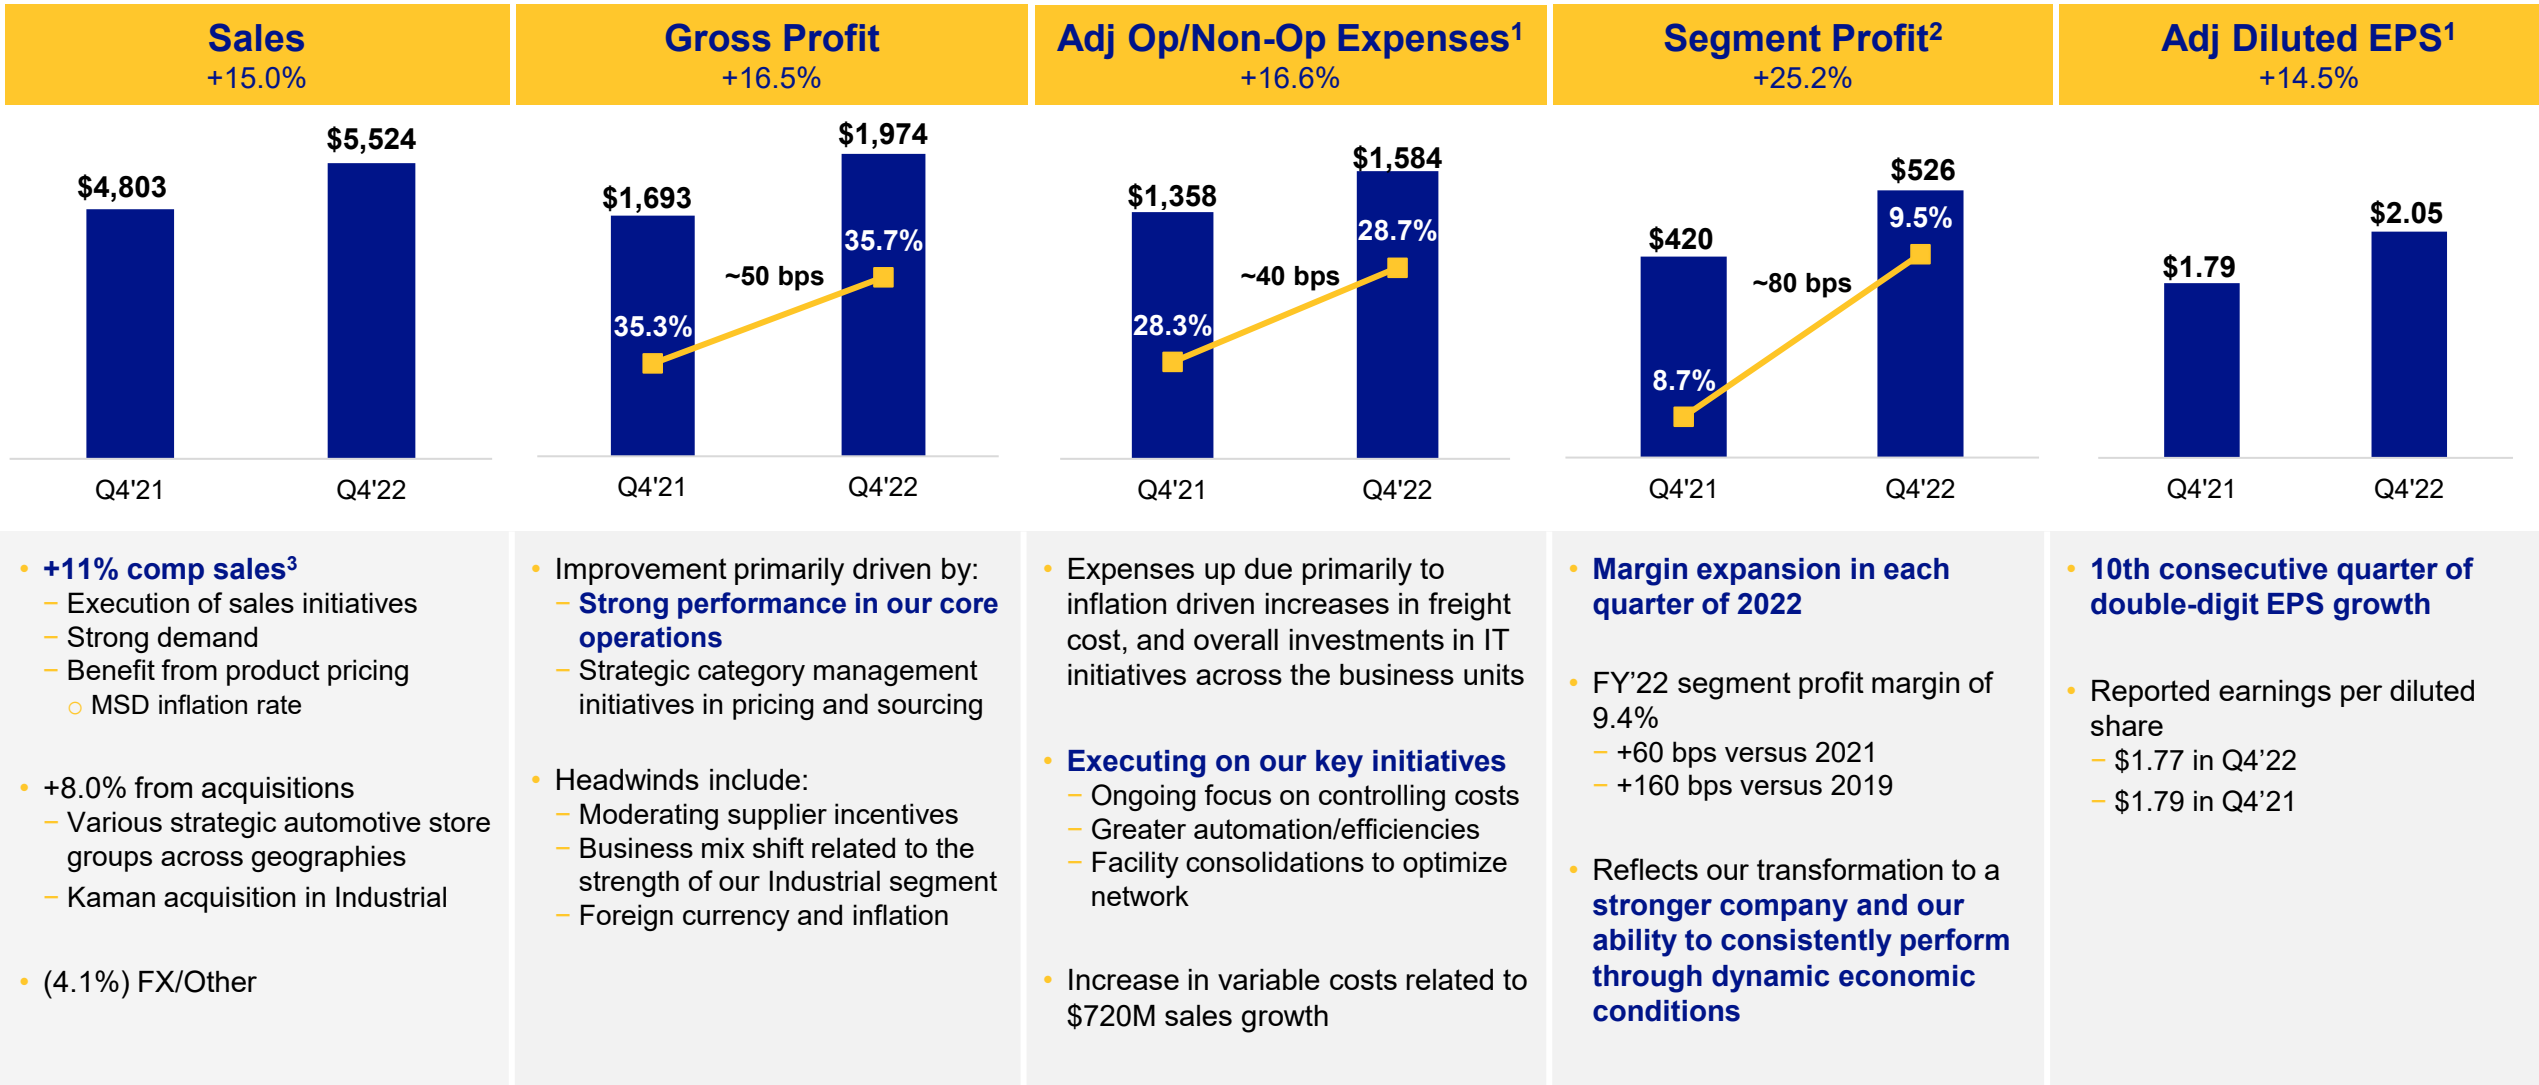 Sales
+15.0%
$4,803
$5,524
Q4'21
Q4'22
• +11% comp sales³
− Execution of sales initiatives
− Strong demand
− Benefit from product pricing
○ MSD inflation rate
• +8.0% from acquisitions
− Various strategic automotive store
groups across geographies
− Kaman acquisition in Industrial
• (4.1%) FX/Other
Gross Profit
+16.5%
$1,693
$1,974
35.3%
~50 bps
35.7%
Q4'21
Q4'22
• Improvement primarily driven by:
− Strong performance in our core
operations
− Strategic category management
initiatives in pricing and sourcing
• Headwinds include:
− Moderating supplier incentives
− Business mix shift related to the
strength of our Industrial segment
− Foreign currency and inflation
Adj Op/Non-Op Expenses¹
+16.6%
$1,358
$1,584
28.3%
~40 bps
28.7%
Q4'21
Q4'22
• Expenses up due primarily to
inflation driven increases in freight
cost, and overall investments in IT
initiatives across the business units
• Executing on our key initiatives
− Ongoing focus on controlling costs
− Greater automation/efficiencies
− Facility consolidations to optimize
network
• Increase in variable costs related to
$720M sales growth
Segment Profit²
+25.2%
$420
$526
8.7%
~80 bps
9.5%
Q4'21
Q4'22
• Margin expansion in each
quarter of 2022
• FY’22 segment profit margin of
9.4%
− +60 bps versus 2021
− +160 bps versus 2019
• Reflects our transformation to a
stronger company and our
ability to consistently perform
through dynamic economic
conditions
Adj Diluted EPS¹
+14.5%
$1.79
$2.05
Q4'21
Q4'22
• 10th consecutive quarter of
double-digit EPS growth
• Reported earnings per diluted
share
− $1.77 in Q4’22
− $1.79 in Q4’21